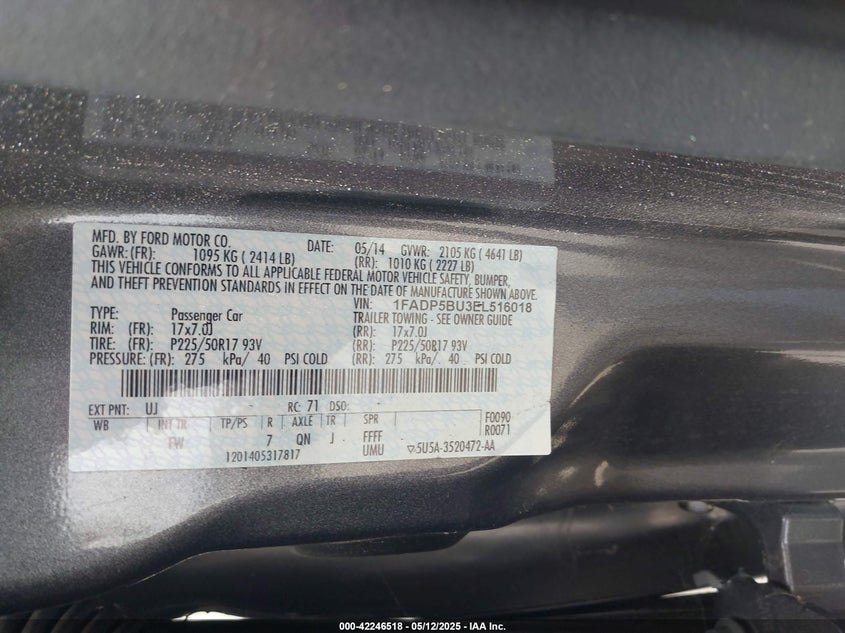 MFD. BY FORD MOTOR CO.
DATE: 05/14 GVWR: 2105 KG ( 4641 LB)
GAWR: (FR): 1095 KG ( 2414 LB) (RR): 1010 KG ( 2227 LB)
THIS VEHICLE CONFORMS TO ALL APPLICABLE FEDERAL MOTOR VEHICLE SAFETY, BUMPER,
AND THEFT PREVENTION STANDARDS IN EFFECT ON THE DATE OF MANUFACTURE SHOWN ABOVE.
VIN: 1FADP5BU3EL516018
TYPE: Passenger Car TRAILER TOWING - SEE OWNER GUIDE
RIM: (FR): 17x7.0J (RR): 17x7.0J
TIRE: (FR): P225/50R17 93V (RR): P225/50R17 93V
PRESSURE: (FR): 275 kPa/ 40 PSI COLD (RR): 275 kPa/. 40 PSI COLD
EXT PNT: UJ RC: 71 DSO:
WB INT TR TP/PS R AXLE TR SPR F0090
R0071
FW 7 QN J FFFF
1201405317817 UMU ▽5U5A-3520472-AA
000-42246518 - 05/12/2025 - IAA Inc.